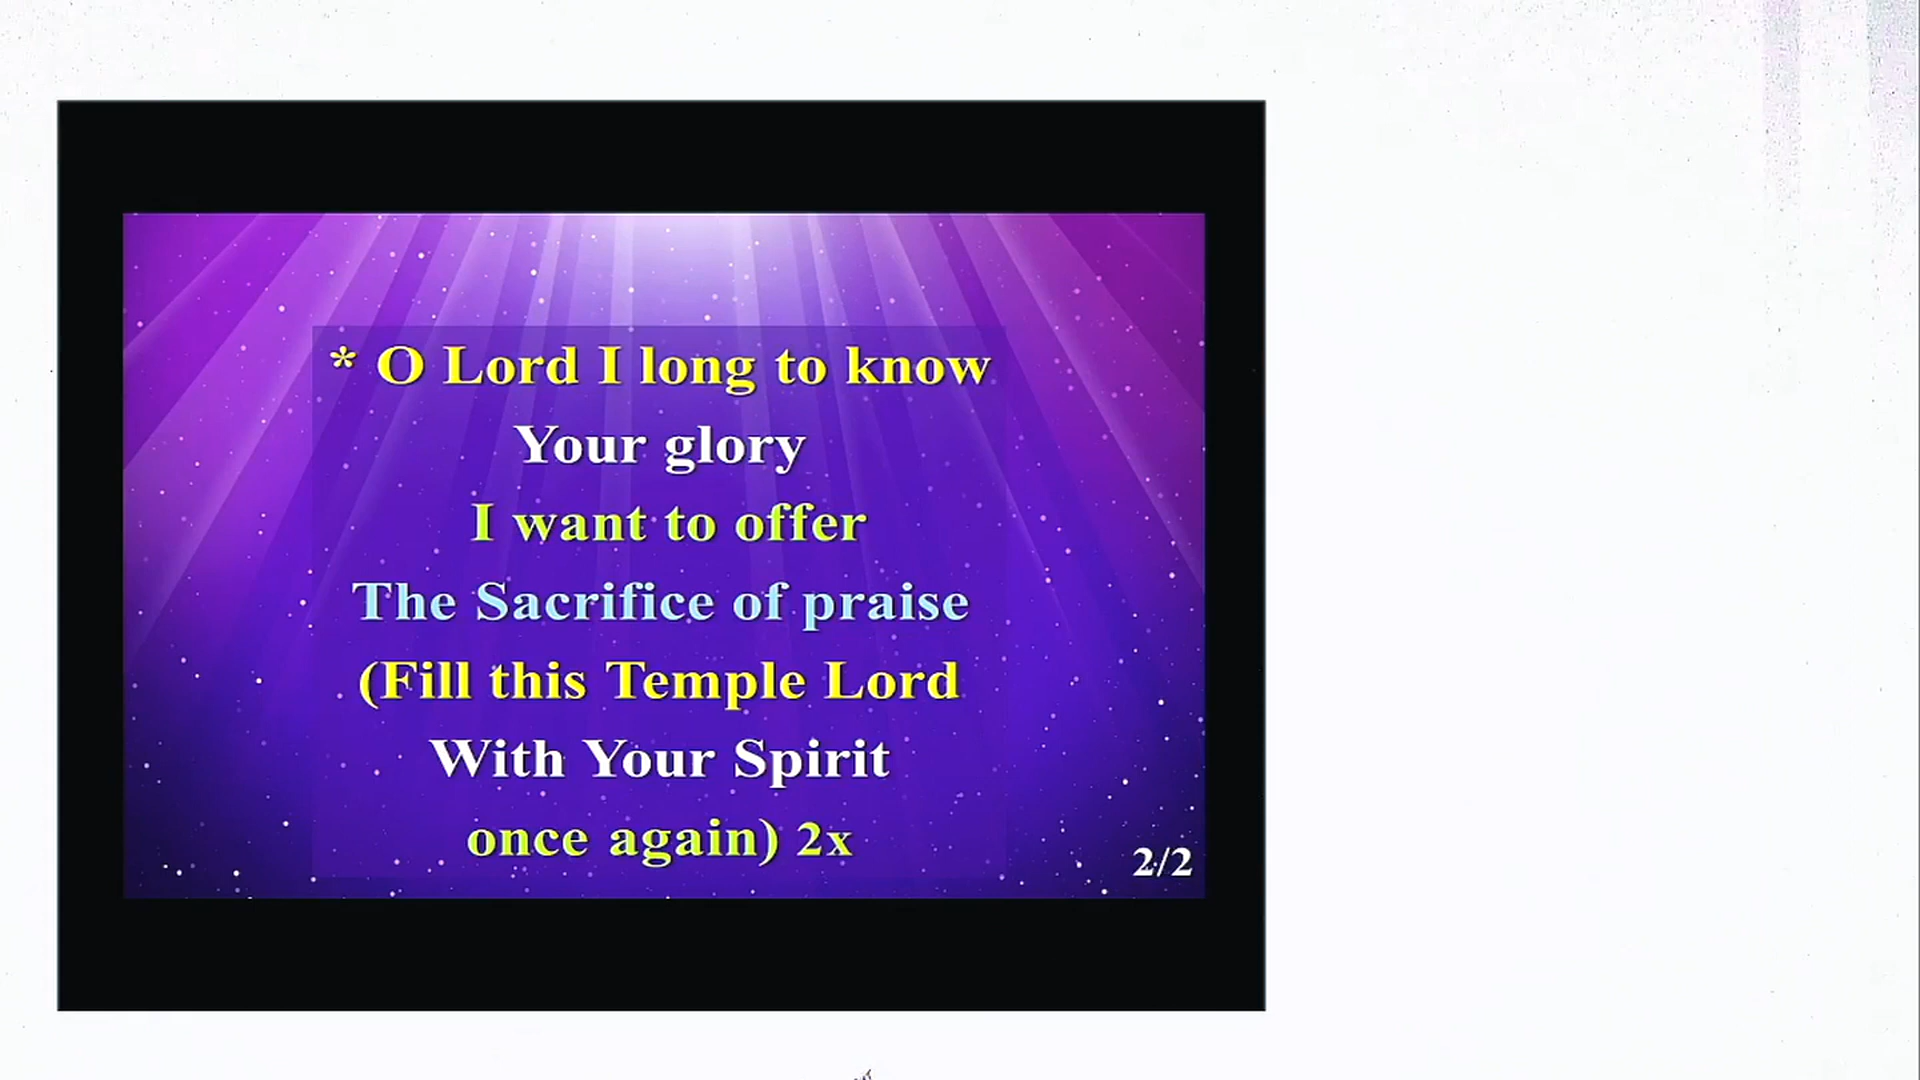 * O Lord I long to know
Your glory
I want to offer
The Sacrifice of praise
(Fill this Temple Lord
With Your Spirit
once again) 2x
2/2